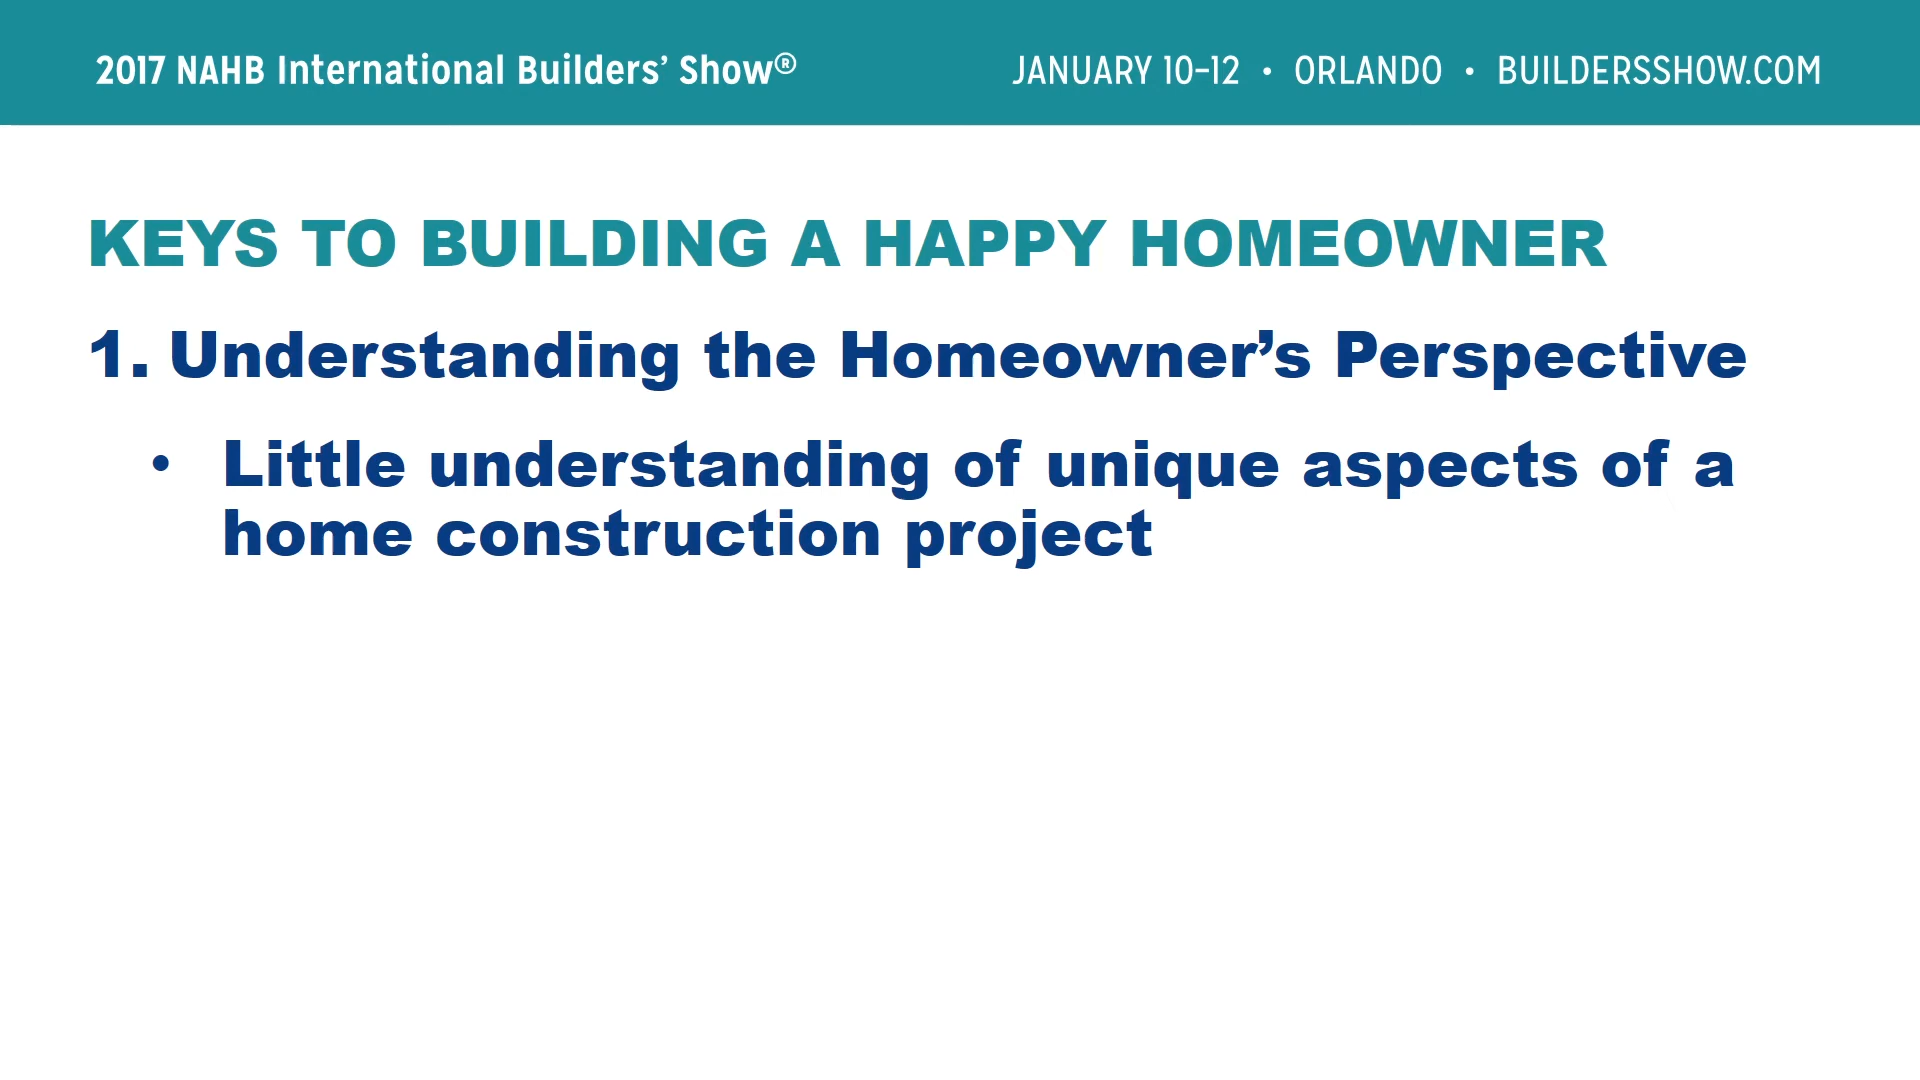 2017 NAHB International Builders’ Show® JANUARY 10–12 • ORLANDO • BUILDERSSHOW.COM
KEYS TO BUILDING A HAPPY HOMEOWNER
1. Understanding the Homeowner’s Perspective
• Little understanding of unique aspects of a
home construction project